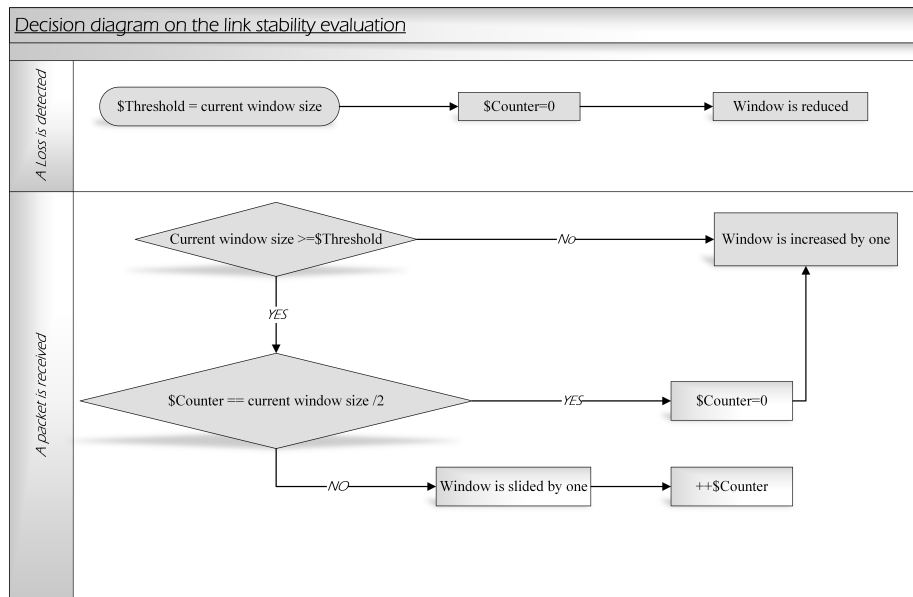 Decision diagram on the link stability evaluation
A Loss is detected
$Threshold = current window size
$Counter=0
Window is reduced
A packet is received
Current window size >=$Threshold
No
Window is increased by one
YES
$Counter == current window size /2
YES
$Counter=0
NO
Window is slided by one
++$Counter